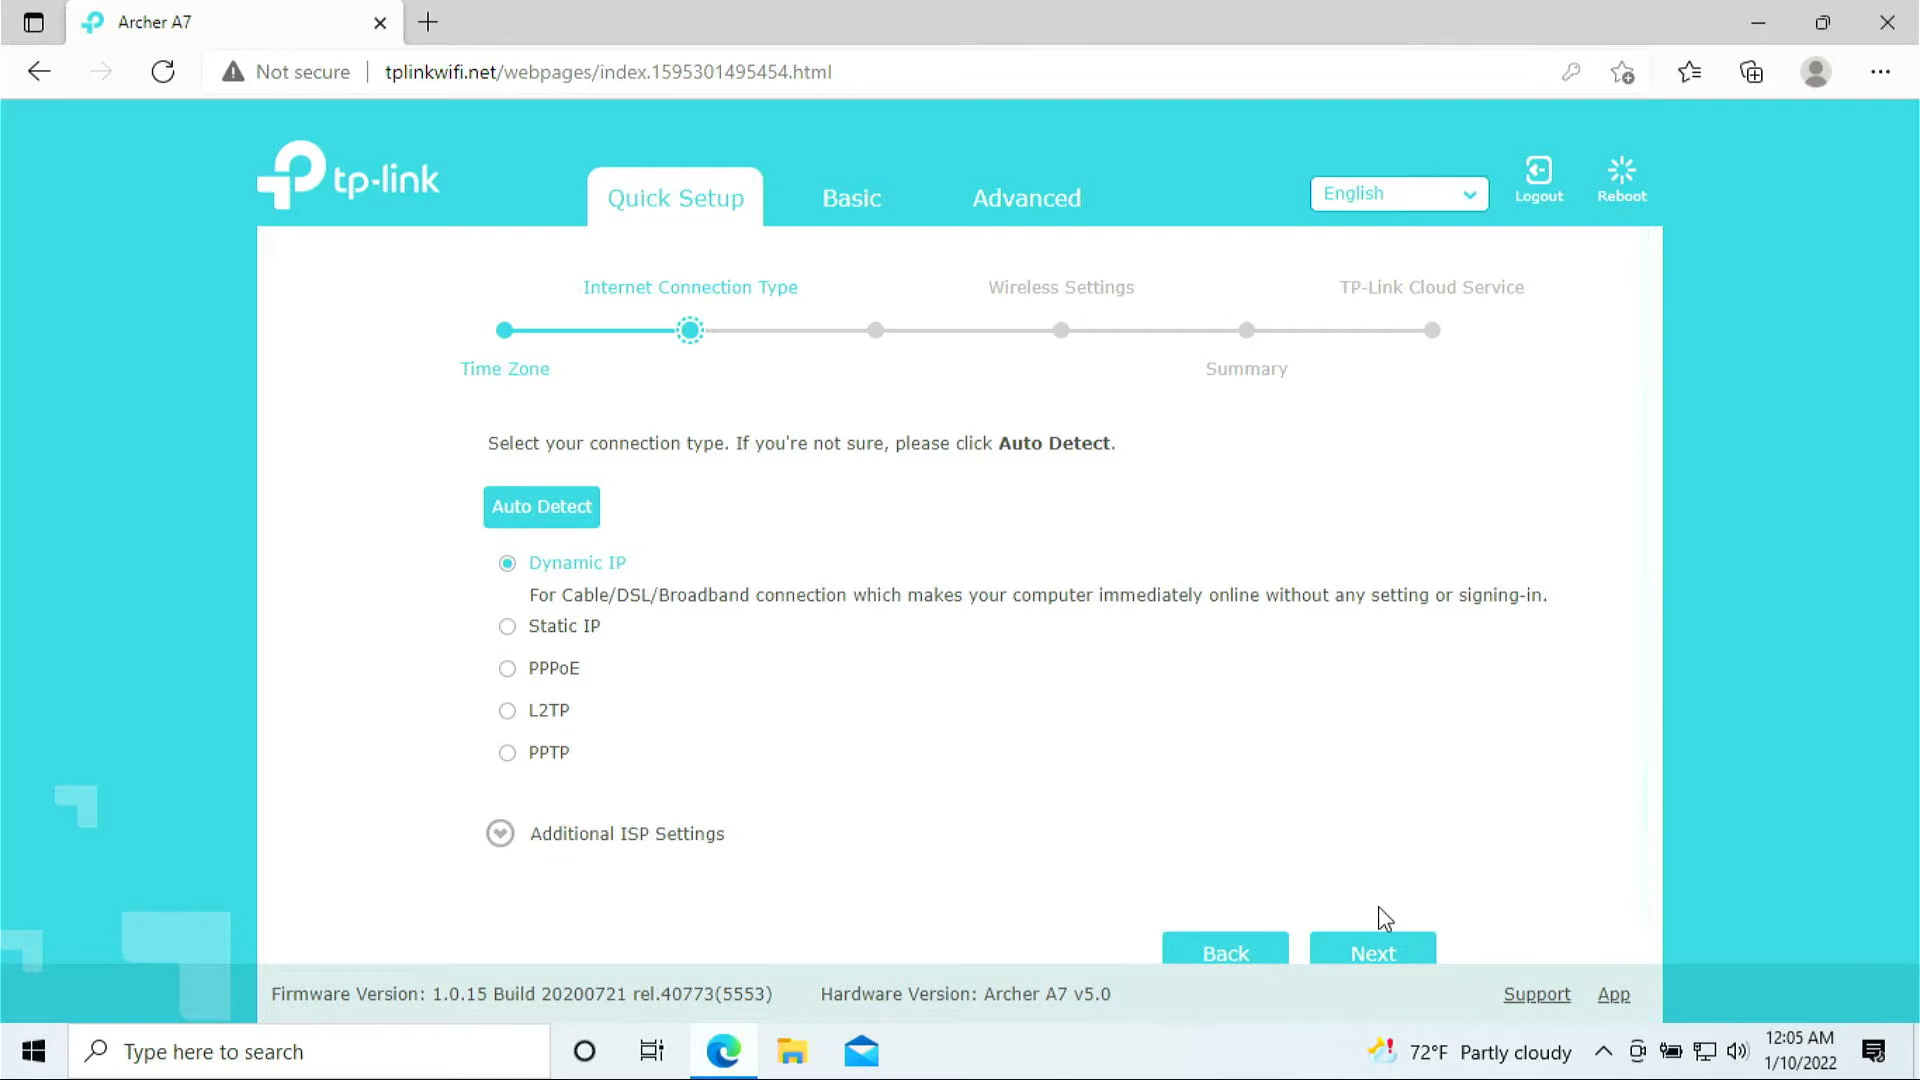 Archer A7
Not secure
tplinkwifi.net/webpages/index.1595301495454.html
tp-link
Quick Setup
Basic
Advanced
English
Logout
Reboot
Internet Connection Type
Wireless Settings
TP-Link Cloud Service
Time Zone
Summary
Select your connection type. If you're not sure, please click Auto Detect.
Auto Detect
Dynamic IP
For Cable/DSL/Broadband connection which makes your computer immediately online without any setting or signing-in.
Static IP
PPPoE
L2TP
PPTP
Additional ISP Settings
Back
Next
Firmware Version: 1.0.15 Build 20200721 rel.40773(5553)
Hardware Version: Archer A7 v5.0
Support
App
Type here to search
72°F Partly cloudy
12:05 AM
1/10/2022